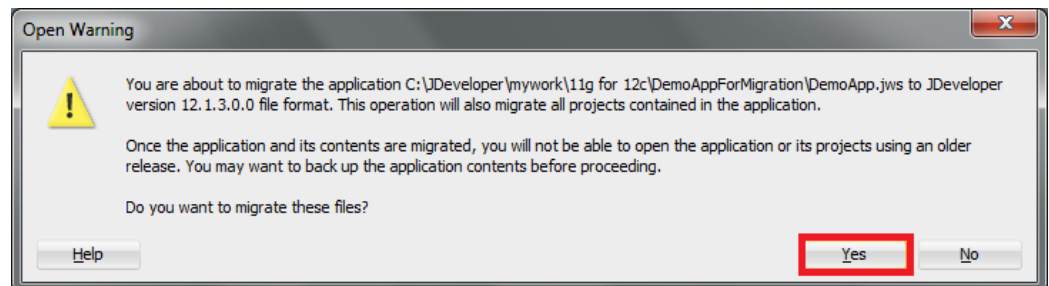 Open Warning
You are about to migrate the application C:\JDeveloper\mywork\11g for 12c\DemoAppForMigration\DemoApp.jws to JDeveloper
version 12.1.3.0.0 file format. This operation will also migrate all projects contained in the application.
Once the application and its contents are migrated, you will not be able to open the application or its projects using an older
release. You may want to back up the application contents before proceeding.
Do you want to migrate these files?
Help Yes No